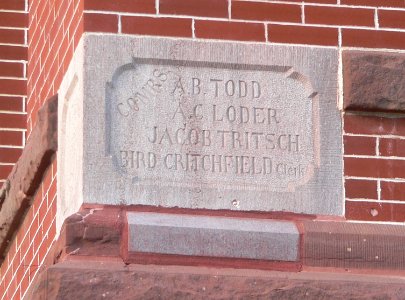 COM'RS
A.B. TODD
A.C. LODER
JACOB TRITSCH
BIRD CRITCHFIELD Clerk